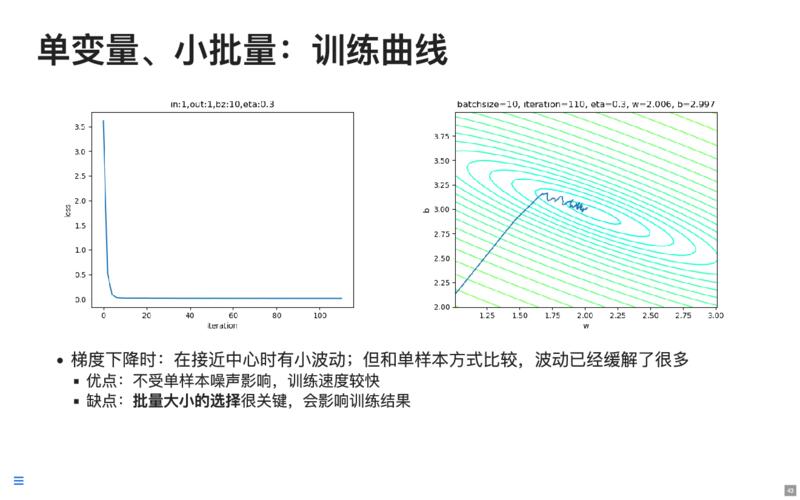 单变量、小批量：训练曲线
in:1,out:1,bz:10,eta:0.3
3.5
3.0
2.5
2.0
1.5
1.0
0.5
0.0
loss
0 20 40 60 80 100
iteration
batchsize=10, iteration=110, eta=0.3, w=2.006, b=2.997
3.75
3.50
3.25
3.00
2.75
2.50
2.25
2.00
b
1.25 1.50 1.75 2.00 2.25 2.50 2.75 3.00
w
• 梯度下降时：在接近中心时有小波动；但和单样本方式比较，波动已经缓解了很多
▪ 优点：不受单样本噪声影响，训练速度较快
▪ 缺点：批量大小的选择很关键，会影响训练结果
43